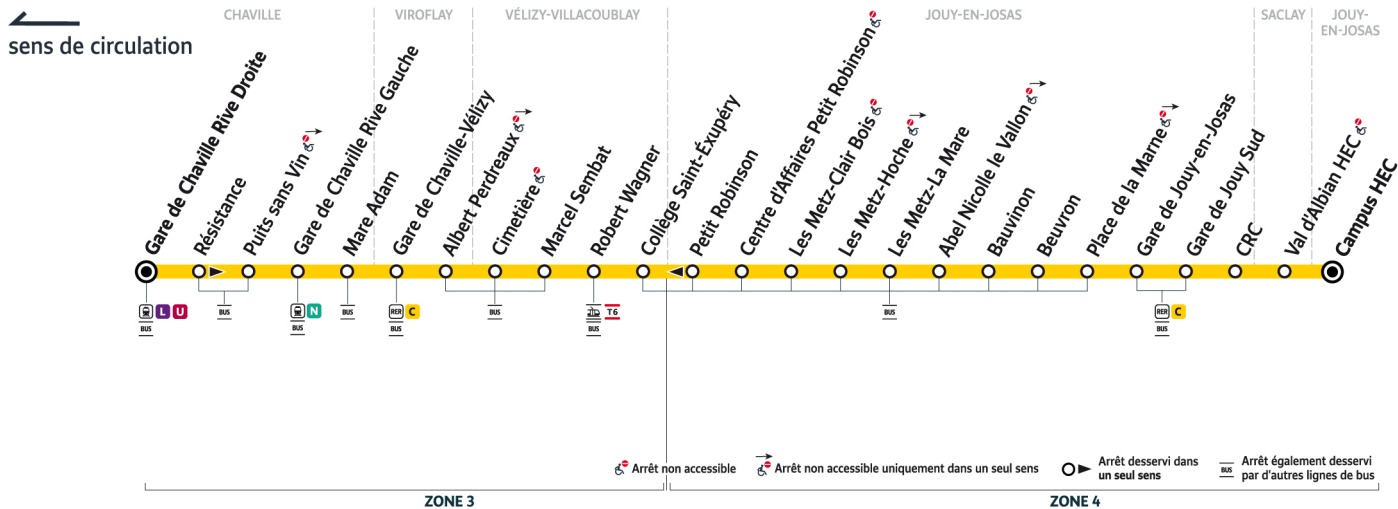 CHAVILLE
VIROFLAY
VÉLIZY-VILLACOUBLAY
JOUY-EN-JOSAS
SACLAY
JOUY-
EN-JOSAS
sens de circulation
Gare de Chaville Rive Droite
Résistance
Puits sans Vin
Gare de Chaville Rive Gauche
Mare Adam
Gare de Chaville-Vélizy
Albert Perdreaux
Cimetière
Marcel Sembat
Robert Wagner
Collège Saint-Éxupéry
Petit Robinson
Centre d'Affaires Petit Robinson
Les Metz-Clair Bois
Les Metz-Hoche
Les Metz-La Mare
Abel Nicolle le Vallon
Bauvinon
Beuvron
Place de la Marne
Gare de Jouy-en-Josas
Gare de Jouy Sud
CRC
Val d'Albian HEC
Campus HEC
L U
BUS
BUS
N
BUS
BUS
RER C
BUS
BUS
T6
BUS
BUS
RER C
BUS
Arrêt non accessible
Arrêt non accessible uniquement dans un seul sens
Arrêt desservi dans
un seul sens
BUS
Arrêt également desservi
par d'autres lignes de bus
ZONE 3
ZONE 4